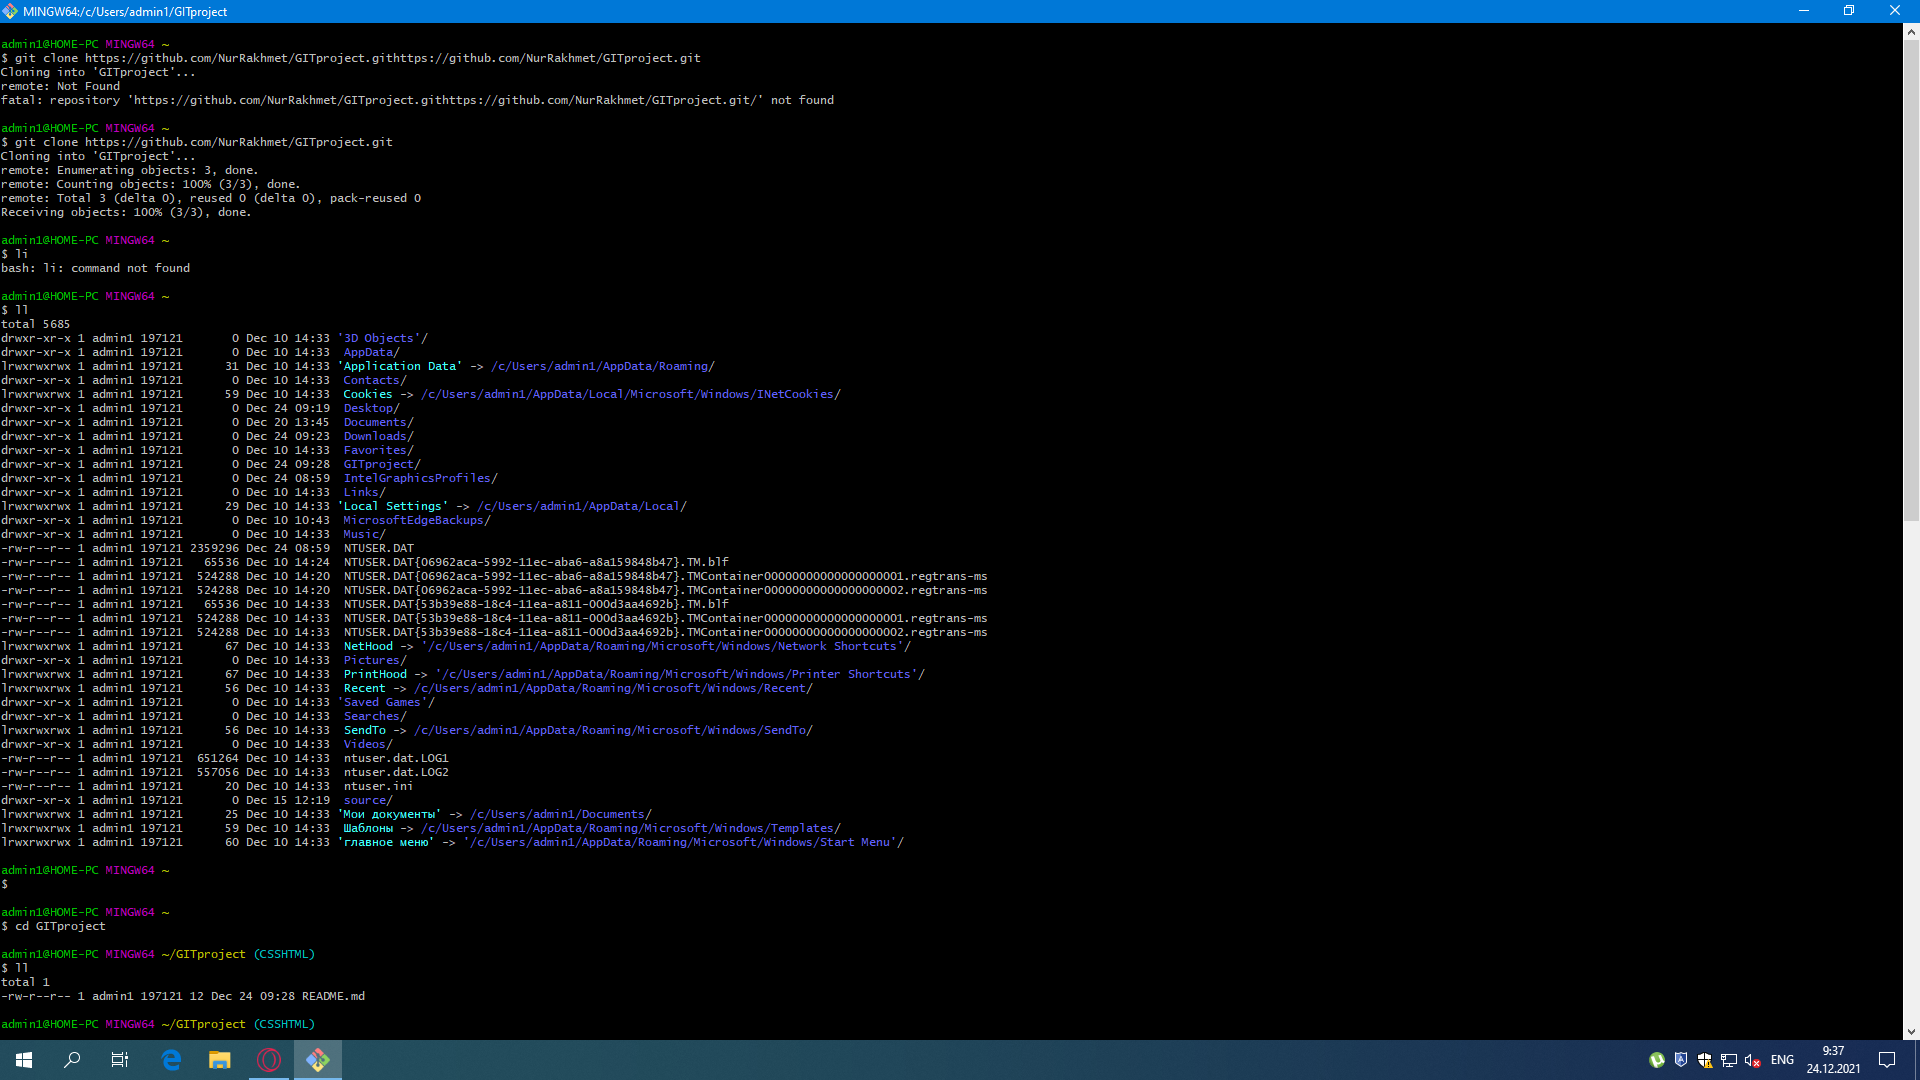 MINGW64:/c/Users/admin1/GITproject
admin1@HOME-PC MINGW64 ~
$ git clone https://github.com/NurRakhmet/GITproject.githttps://github.com/NurRakhmet/GITproject.git
Cloning into 'GITproject'...
remote: Not Found
fatal: repository 'https://github.com/NurRakhmet/GITproject.githttps://github.com/NurRakhmet/GITproject.git/' not found
admin1@HOME-PC MINGW64 ~
$ git clone https://github.com/NurRakhmet/GITproject.git
Cloning into 'GITproject'...
remote: Enumerating objects: 3, done.
remote: Counting objects: 100% (3/3), done.
remote: Total 3 (delta 0), reused 0 (delta 0), pack-reused 0
Receiving objects: 100% (3/3), done.
admin1@HOME-PC MINGW64 ~
$ li
bash: li: command not found
admin1@HOME-PC MINGW64 ~
$ ll
total 5685
drwxr-xr-x 1 admin1 197121       0 Dec 10 14:33 '3D Objects'/
drwxr-xr-x 1 admin1 197121       0 Dec 10 14:33  AppData/
lrwxrwxrwx 1 admin1 197121      31 Dec 10 14:33 'Application Data' -> /c/Users/admin1/AppData/Roaming/
drwxr-xr-x 1 admin1 197121       0 Dec 10 14:33  Contacts/
lrwxrwxrwx 1 admin1 197121      59 Dec 10 14:33  Cookies -> /c/Users/admin1/AppData/Local/Microsoft/Windows/INetCookies/
drwxr-xr-x 1 admin1 197121       0 Dec 24 09:19  Desktop/
drwxr-xr-x 1 admin1 197121       0 Dec 20 13:45  Documents/
drwxr-xr-x 1 admin1 197121       0 Dec 24 09:23  Downloads/
drwxr-xr-x 1 admin1 197121       0 Dec 10 14:33  Favorites/
drwxr-xr-x 1 admin1 197121       0 Dec 24 09:28  GITproject/
drwxr-xr-x 1 admin1 197121       0 Dec 24 08:59  IntelGraphicsProfiles/
drwxr-xr-x 1 admin1 197121       0 Dec 10 14:33  Links/
lrwxrwxrwx 1 admin1 197121      29 Dec 10 14:33 'Local Settings' -> /c/Users/admin1/AppData/Local/
drwxr-xr-x 1 admin1 197121       0 Dec 10 10:43  MicrosoftEdgeBackups/
drwxr-xr-x 1 admin1 197121       0 Dec 10 14:33  Music/
-rw-r--r-- 1 admin1 197121 2359296 Dec 24 08:59  NTUSER.DAT
-rw-r--r-- 1 admin1 197121   65536 Dec 10 14:24  NTUSER.DAT{06962aca-5992-11ec-aba6-a8a159848b47}.TM.blf
-rw-r--r-- 1 admin1 197121  524288 Dec 10 14:20  NTUSER.DAT{06962aca-5992-11ec-aba6-a8a159848b47}.TMContainer00000000000000000001.regtrans-ms
-rw-r--r-- 1 admin1 197121  524288 Dec 10 14:20  NTUSER.DAT{06962aca-5992-11ec-aba6-a8a159848b47}.TMContainer00000000000000000002.regtrans-ms
-rw-r--r-- 1 admin1 197121   65536 Dec 10 14:33  NTUSER.DAT{53b39e88-18c4-11ea-a811-000d3aa4692b}.TM.blf
-rw-r--r-- 1 admin1 197121  524288 Dec 10 14:33  NTUSER.DAT{53b39e88-18c4-11ea-a811-000d3aa4692b}.TMContainer00000000000000000001.regtrans-ms
-rw-r--r-- 1 admin1 197121  524288 Dec 10 14:33  NTUSER.DAT{53b39e88-18c4-11ea-a811-000d3aa4692b}.TMContainer00000000000000000002.regtrans-ms
lrwxrwxrwx 1 admin1 197121      67 Dec 10 14:33  NetHood -> '/c/Users/admin1/AppData/Roaming/Microsoft/Windows/Network Shortcuts'/
drwxr-xr-x 1 admin1 197121       0 Dec 10 14:33  Pictures/
lrwxrwxrwx 1 admin1 197121      67 Dec 10 14:33  PrintHood -> '/c/Users/admin1/AppData/Roaming/Microsoft/Windows/Printer Shortcuts'/
lrwxrwxrwx 1 admin1 197121      56 Dec 10 14:33  Recent -> /c/Users/admin1/AppData/Roaming/Microsoft/Windows/Recent/
drwxr-xr-x 1 admin1 197121       0 Dec 10 14:33 'Saved Games'/
drwxr-xr-x 1 admin1 197121       0 Dec 10 14:33  Searches/
lrwxrwxrwx 1 admin1 197121      56 Dec 10 14:33  SendTo -> /c/Users/admin1/AppData/Roaming/Microsoft/Windows/SendTo/
drwxr-xr-x 1 admin1 197121       0 Dec 10 14:33  Videos/
-rw-r--r-- 1 admin1 197121  651264 Dec 10 14:33  ntuser.dat.LOG1
-rw-r--r-- 1 admin1 197121  557056 Dec 10 14:33  ntuser.dat.LOG2
-rw-r--r-- 1 admin1 197121      20 Dec 10 14:33  ntuser.ini
drwxr-xr-x 1 admin1 197121       0 Dec 15 12:19  source/
lrwxrwxrwx 1 admin1 197121      25 Dec 10 14:33 'Мои документы' -> /c/Users/admin1/Documents/
lrwxrwxrwx 1 admin1 197121      59 Dec 10 14:33  Шаблоны -> /c/Users/admin1/AppData/Roaming/Microsoft/Windows/Templates/
lrwxrwxrwx 1 admin1 197121      60 Dec 10 14:33 'главное меню' -> '/c/Users/admin1/AppData/Roaming/Microsoft/Windows/Start Menu'/
admin1@HOME-PC MINGW64 ~
$
admin1@HOME-PC MINGW64 ~
$ cd GITproject
admin1@HOME-PC MINGW64 ~/GITproject (CSSHTML)
$ ll
total 1
-rw-r--r-- 1 admin1 197121 12 Dec 24 09:28 README.md
admin1@HOME-PC MINGW64 ~/GITproject (CSSHTML)
ENG
9:37
24.12.2021